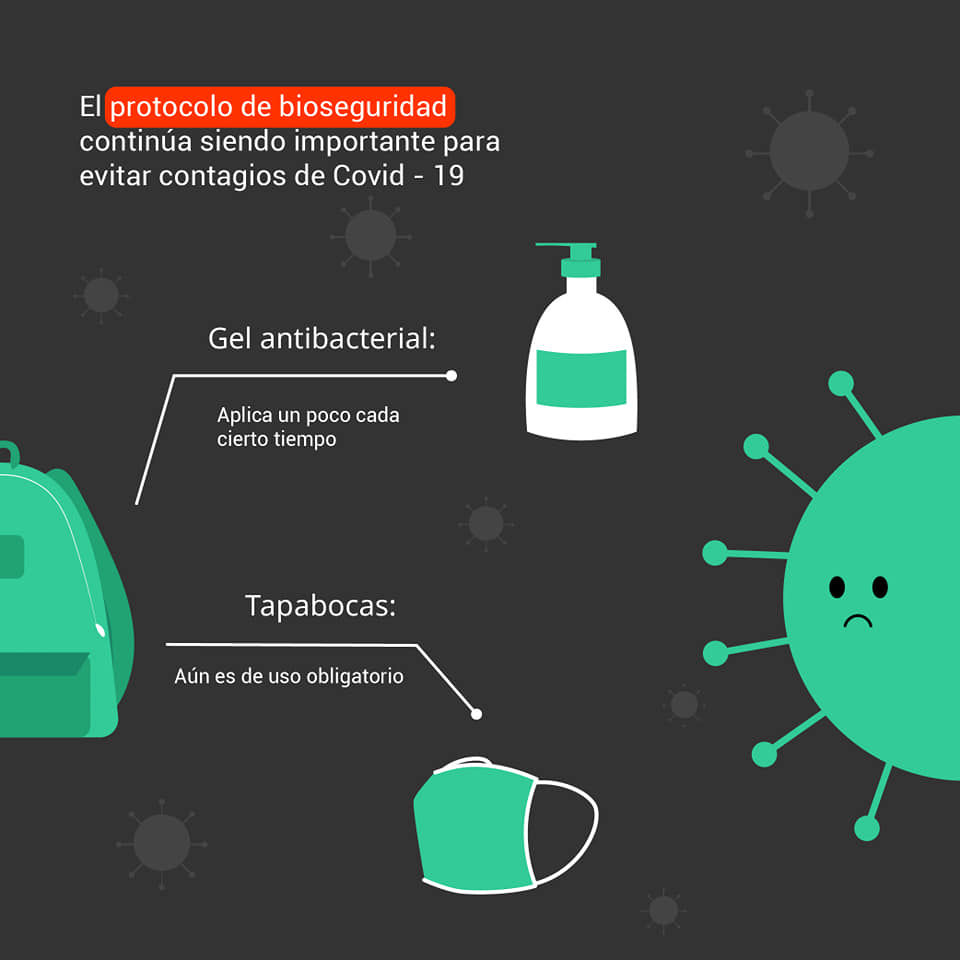 El protocolo de bioseguridad
continúa siendo importante para
evitar contagios de Covid - 19
Gel antibacterial:
Aplica un poco cada
cierto tiempo
Tapabocas:
Aún es de uso obligatorio